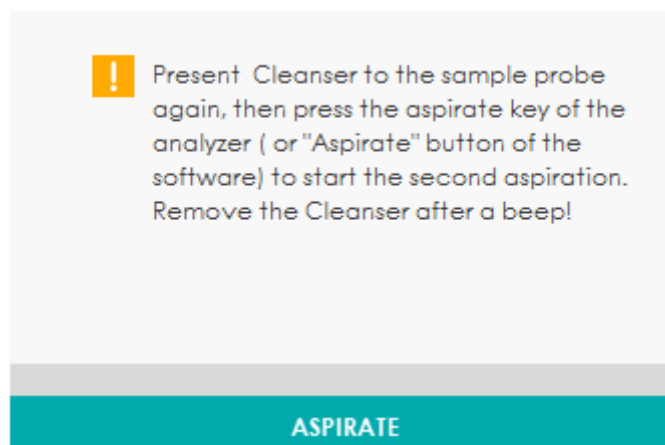 Present Cleanser to the sample probe
again, then press the aspirate key of the
analyzer ( or "Aspirate" button of the
software) to start the second aspiration.
Remove the Cleanser after a beep!
ASPIRATE